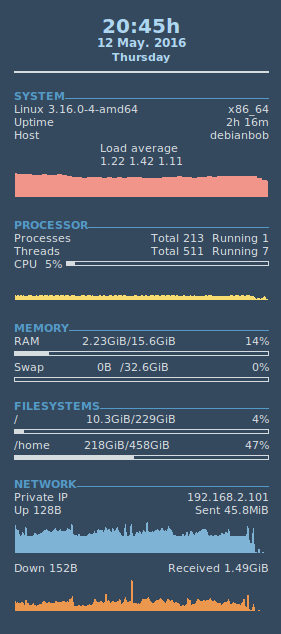 20:45h
12 May. 2016
Thursday
SYSTEM
Linux 3.16.0-4-amd64 x86_64
Uptime 2h 16m
Host debianbob
Load average
1.22 1.42 1.11
PROCESSOR
Processes Total 213 Running 1
Threads Total 511 Running 7
CPU 5%
MEMORY
RAM 2.23GiB/15.6GiB 14%
Swap 0B /32.6GiB 0%
FILESYSTEMS
/ 10.3GiB/229GiB 4%
/home 218GiB/458GiB 47%
NETWORK
Private IP 192.168.2.101
Up 128B Sent 45.8MiB
Down 152B Received 1.49GiB